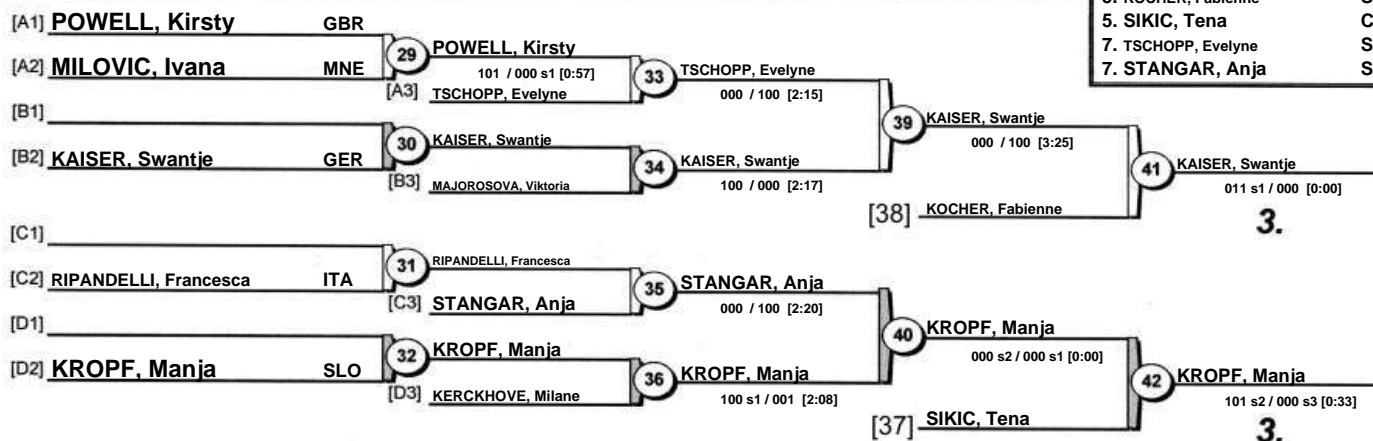 5. SIKIC, Tena
7. TSCHOPP, Evelyne S
7. STANGAR, Anja S
[A1] POWELL, Kirsty GBR
[A2] MILOVIC, Ivana MNE
29 POWELL, Kirsty
101 / 000 s1 [0:57]
[A3] TSCHOPP, Evelyne
33 TSCHOPP, Evelyne
000 / 100 [2:15]
[B1]
[B2] KAISER, Swantje GER
30 KAISER, Swantje
[B3] MAJOROSOVA, Viktoria
34 KAISER, Swantje
100 / 000 [2:17]
39 KAISER, Swantje
000 / 100 [3:25]
[38] KOCHER, Fabienne
41 KAISER, Swantje
011 s1 / 000 [0:00]
3.
[C1]
[C2] RIPANDELLI, Francesca ITA
31 RIPANDELLI, Francesca
[C3] STANGAR, Anja
35 STANGAR, Anja
000 / 100 [2:20]
[D1]
[D2] KROPF, Manja SLO
32 KROPF, Manja
[D3] KERCKHOVE, Milane
36 KROPF, Manja
100 s1 / 001 [2:08]
40 KROPF, Manja
000 s2 / 000 s1 [0:00]
[37] SIKIC, Tena
42 KROPF, Manja
101 s2 / 000 s3 [0:33]
3.